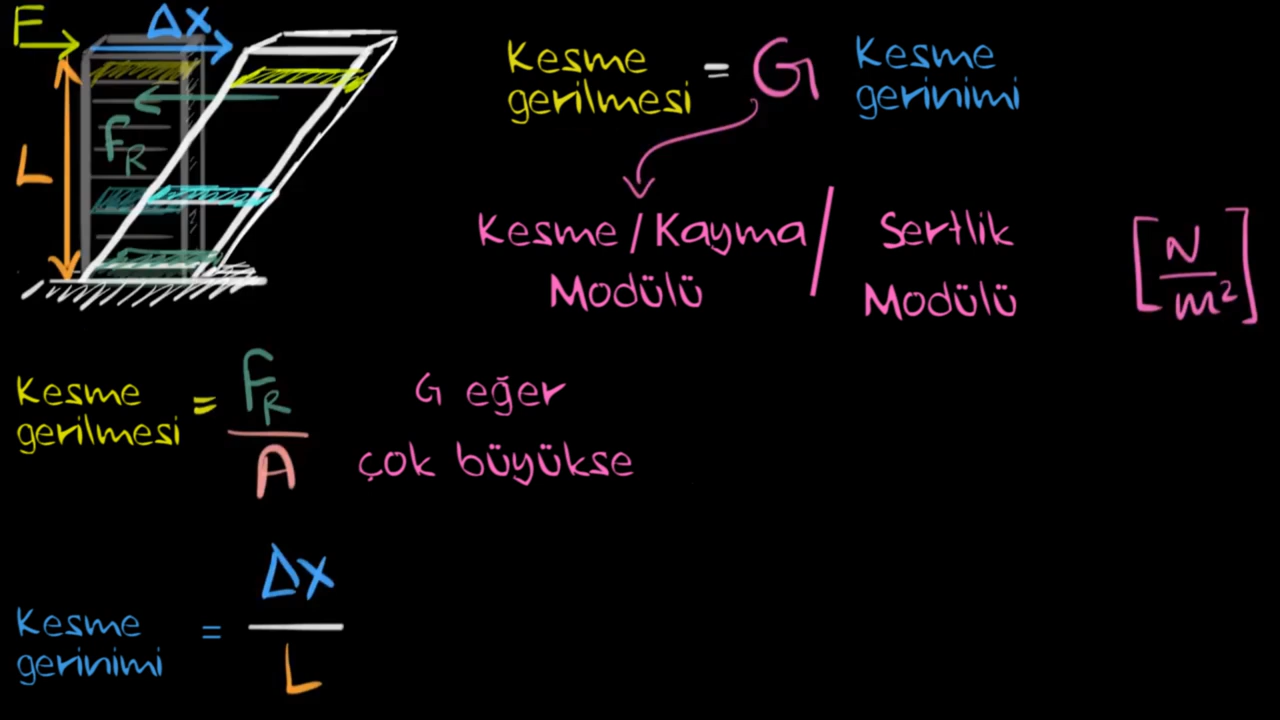 F Δx
L
F_R
Kesme gerilmesi = G Kesme gerinimi
Kesme / Kayma Modülü / Sertlik Modülü [N/m²]
Kesme gerilmesi = F_R / A
G eğer
çok büyükse
Kesme gerinimi = Δx / L